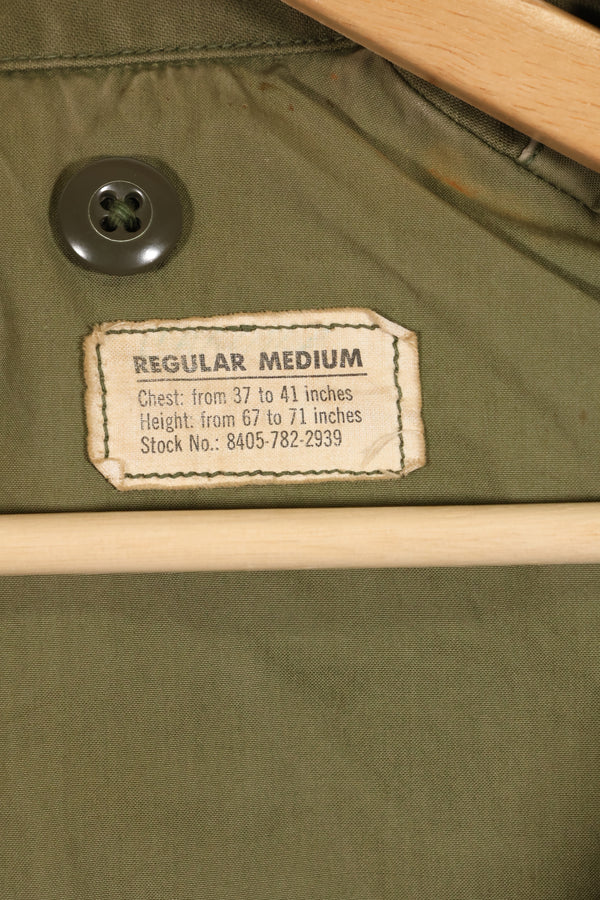 REGULAR MEDIUM
Chest: from 37 to 41 inches
Height: from 67 to 71 inches
Stock No.: 8405-782-2939